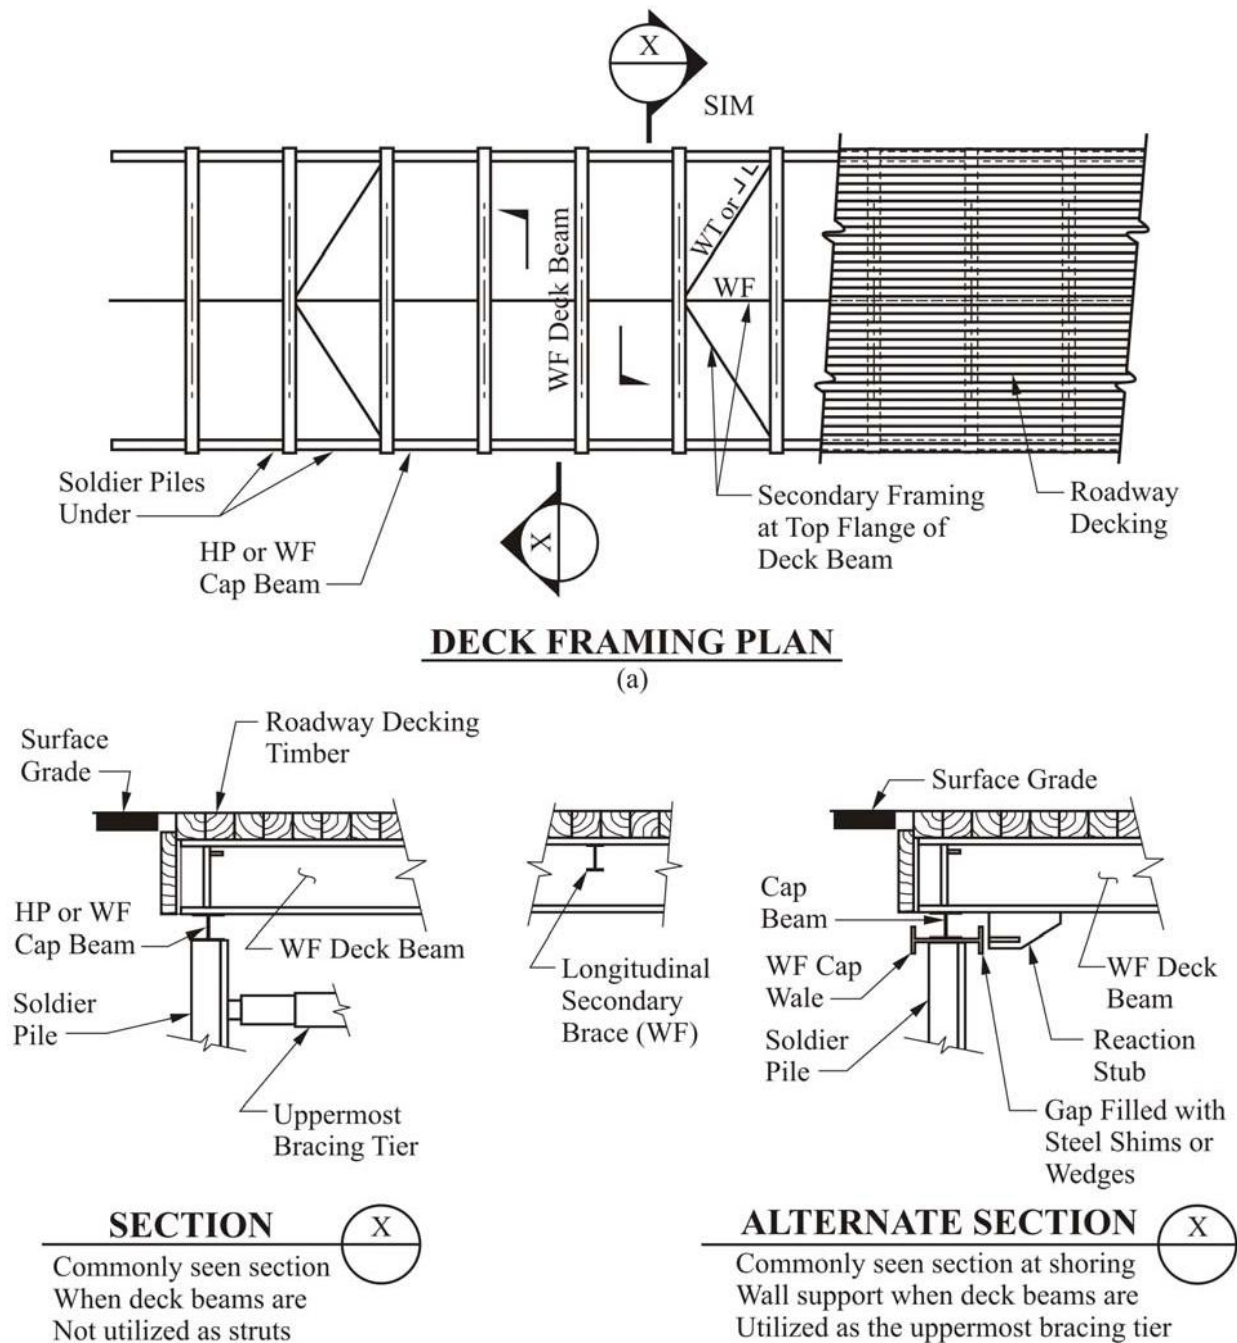 X
SIM
WT or
WF Deck Beam
WF
Soldier Piles
Under
HP or WF
Cap Beam
X
Secondary Framing
at Top Flange of
Deck Beam
Roadway
Decking
DECK FRAMING PLAN
(a)
Roadway Decking
Timber
Surface
Grade
HP or WF
Cap Beam
WF Deck Beam
Soldier
Pile
Uppermost
Bracing Tier
Longitudinal
Secondary
Brace (WF)
Surface Grade
Cap
Beam
WF Cap
Wale
Soldier
Pile
WF Deck
Beam
Reaction
Stub
Gap Filled with
Steel Shims or
Wedges
SECTION
X
Commonly seen section
When deck beams are
Not utilized as struts
ALTERNATE SECTION
X
Commonly seen section at shoring
Wall support when deck beams are
Utilized as the uppermost bracing tier